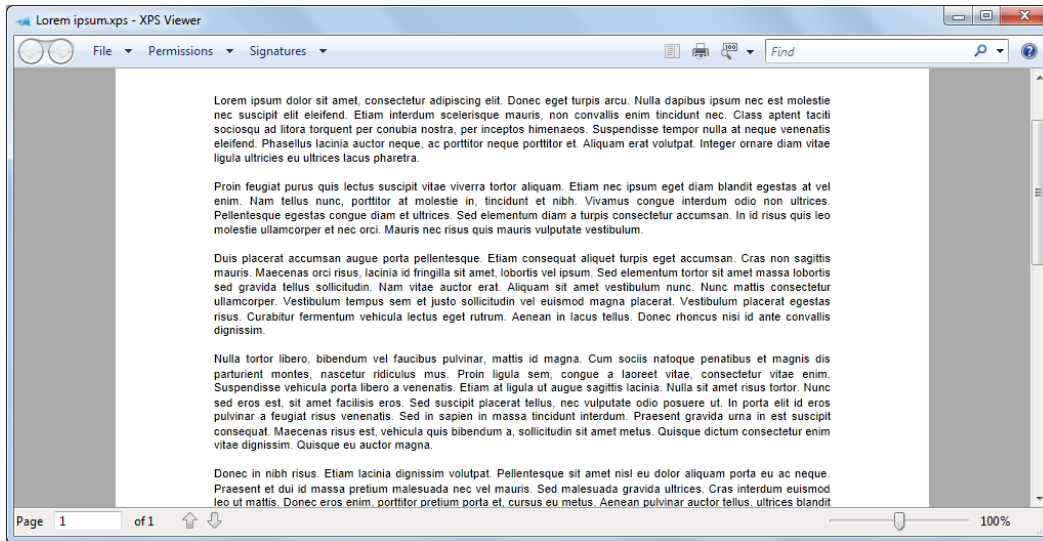 Lorem ipsum.xps - XPS Viewer
File Permissions Signatures 100 Find
Lorem ipsum dolor sit amet, consectetur adipiscing elit. Donec eget turpis arcu. Nulla dapibus ipsum nec est molestie
nec suscipit elit eleifend. Etiam interdum scelerisque mauris, non convallis enim tincidunt nec. Class aptent taciti
sociosqu ad litora torquent per conubia nostra, per inceptos himenaeos. Suspendisse tempor nulla at neque venenatis
eleifend. Phasellus lacinia auctor neque, ac porttitor neque porttitor et. Aliquam erat volutpat. Integer ornare diam vitae
ligula ultricies eu ultrices lacus pharetra.
Proin feugiat purus quis lectus suscipit vitae viverra tortor aliquam. Etiam nec ipsum eget diam blandit egestas at vel
enim. Nam tellus nunc, porttitor at molestie in, tincidunt et nibh. Vivamus congue interdum odio non ultrices.
Pellentesque egestas congue diam et ultrices. Sed elementum diam a turpis consectetur accumsan. In id risus quis leo
molestie ullamcorper et nec orci. Mauris nec risus quis mauris vulputate vestibulum.
Duis placerat accumsan augue porta pellentesque. Etiam consequat aliquet turpis eget accumsan. Cras non sagittis
mauris. Maecenas orci risus, lacinia id fringilla sit amet, lobortis vel ipsum. Sed elementum tortor sit amet massa lobortis
sed gravida tellus sollicitudin. Nam vitae auctor erat. Aliquam sit amet vestibulum nunc. Nunc mattis consectetur
ullamcorper. Vestibulum tempus sem et justo sollicitudin vel euismod magna placerat. Vestibulum placerat egestas
risus. Curabitur fermentum vehicula lectus eget rutrum. Aenean in lacus tellus. Donec rhoncus nisi id ante convallis
dignissim.
Nulla tortor libero, bibendum vel faucibus pulvinar, mattis id magna. Cum sociis natoque penatibus et magnis dis
parturient montes, nascetur ridiculus mus. Proin ligula sem, congue a laoreet vitae, consectetur vitae enim.
Suspendisse vehicula porta libero a venenatis. Etiam at ligula ut augue sagittis lacinia. Nulla sit amet risus tortor. Nunc
sed eros est, sit amet facilisis eros. Sed suscipit placerat tellus, nec vulputate odio posuere ut. In porta elit id eros
pulvinar a feugiat risus venenatis. Sed in sapien in massa tincidunt interdum. Praesent gravida urna in est suscipit
consequat. Maecenas risus est, vehicula quis bibendum a, sollicitudin sit amet metus. Quisque dictum consectetur enim
vitae dignissim. Quisque eu auctor magna.
Donec in nibh risus. Etiam lacinia dignissim volutpat. Pellentesque sit amet nisl eu dolor aliquam porta eu ac neque.
Praesent et dui id massa pretium malesuada nec vel mauris. Sed malesuada gravida ultrices. Cras interdum euismod
leo ut mattis. Donec eros enim, porttitor pretium porta et, cursus eu metus. Aenean pulvinar auctor tellus, ultrices blandit
Page 1 of 1 100%